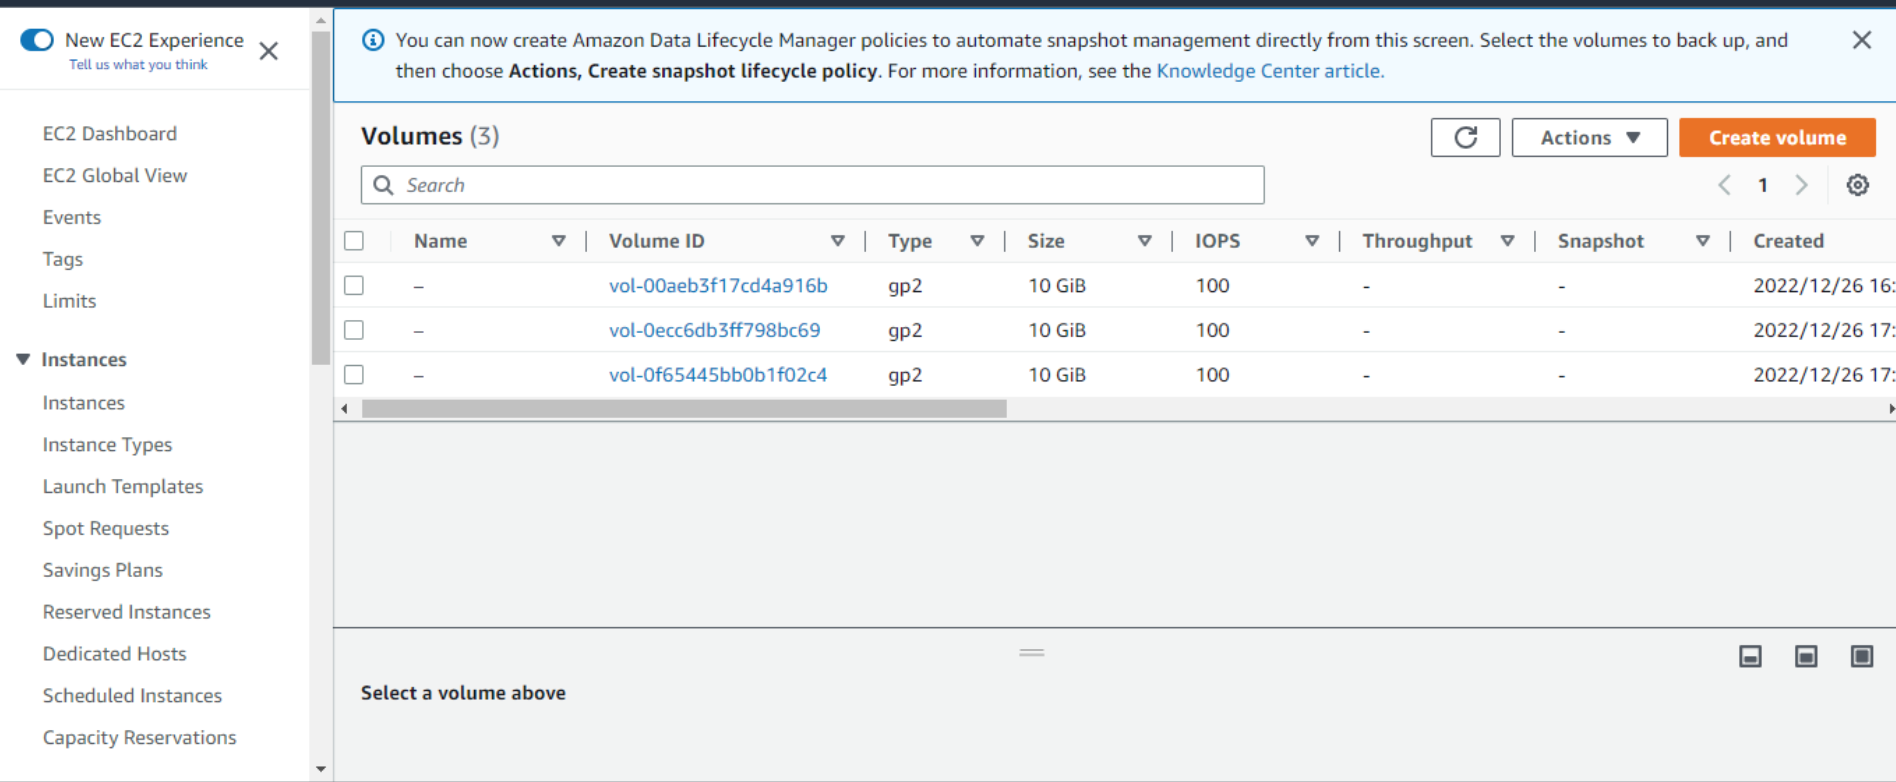 New EC2 Experience
Tell us what you think
EC2 Dashboard
EC2 Global View
Events
Tags
Limits
Instances
Instances
Instance Types
Launch Templates
Spot Requests
Savings Plans
Reserved Instances
Dedicated Hosts
Scheduled Instances
Capacity Reservations
You can now create Amazon Data Lifecycle Manager policies to automate snapshot management directly from this screen. Select the volumes to back up, and
then choose Actions, Create snapshot lifecycle policy. For more information, see the Knowledge Center article.
Volumes (3)
Actions
Create volume
Search
1
Name Volume ID Type Size IOPS Throughput Snapshot Created
– vol-00aeb3f17cd4a916b gp2 10 GiB 100 - - 2022/12/26 16:
– vol-0ecc6db3ff798bc69 gp2 10 GiB 100 - - 2022/12/26 17:
– vol-0f65445bb0b1f02c4 gp2 10 GiB 100 - - 2022/12/26 17:
Select a volume above